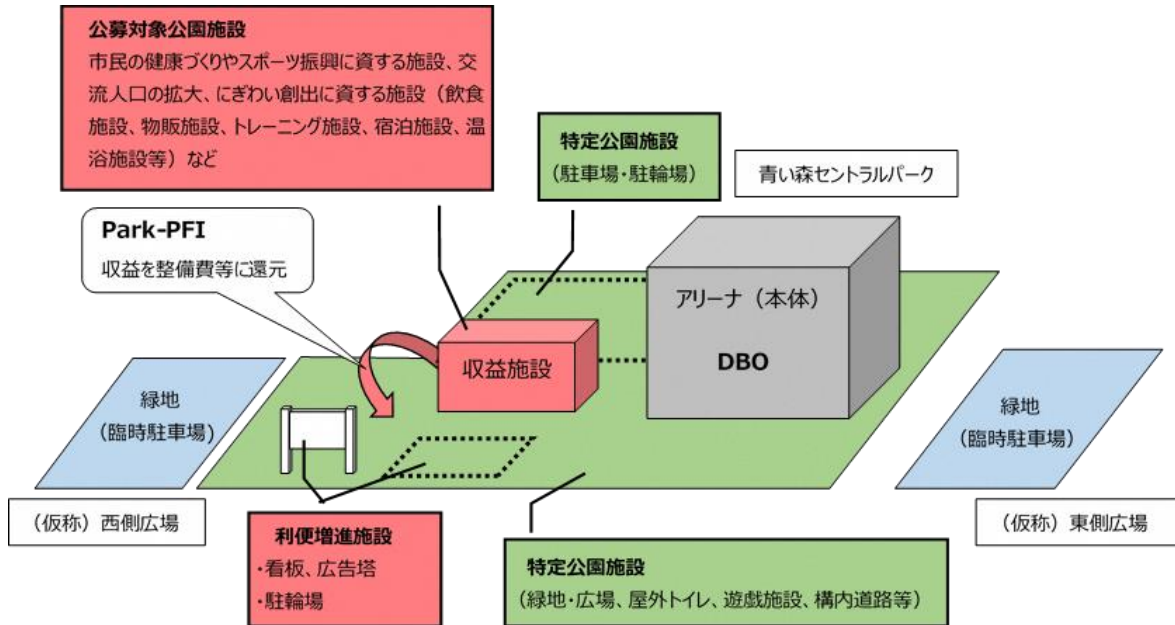 公募対象公園施設
市民の健康づくりやスポーツ振興に資する施設、交
流人口の拡大、にぎわい創出に資する施設（飲食
施設、物販施設、トレーニング施設、宿泊施設、温
浴施設等）など
特定公園施設
（駐車場・駐輪場）
青い森セントラルパーク
Park-PFI
収益を整備費等に還元
アリーナ（本体）
DBO
収益施設
緑地
（臨時駐車場）
緑地
（臨時駐車場）
（仮称）西側広場
（仮称）東側広場
利便増進施設
・看板、広告塔
・駐輪場
特定公園施設
（緑地・広場、屋外トイレ、遊戯施設、構内道路等）